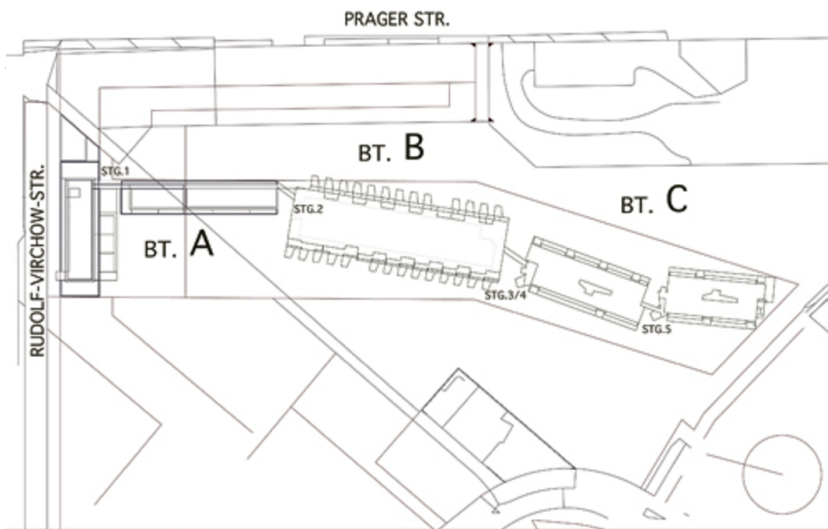 PRAGER STR.
BT. B
STG.1
RUDOLF-VIRCHOW-STR.
BT. C
STG.2
BT. A
STG.3/4
STG.5